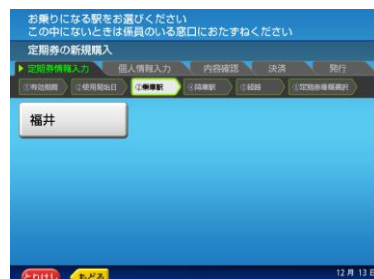 お乗りになる駅をお選びください
この中にないときは係員のいる窓口におたずねください
定期券の新規購入
▶ 定期券情報入力 個人情報入力 内容確認 決済 発行
①有効期間 ②使用開始日 ③乗車駅 ④降車駅 ⑤経路 ⑥定期券種類選択
福井
とりけし もどる 12月 13日